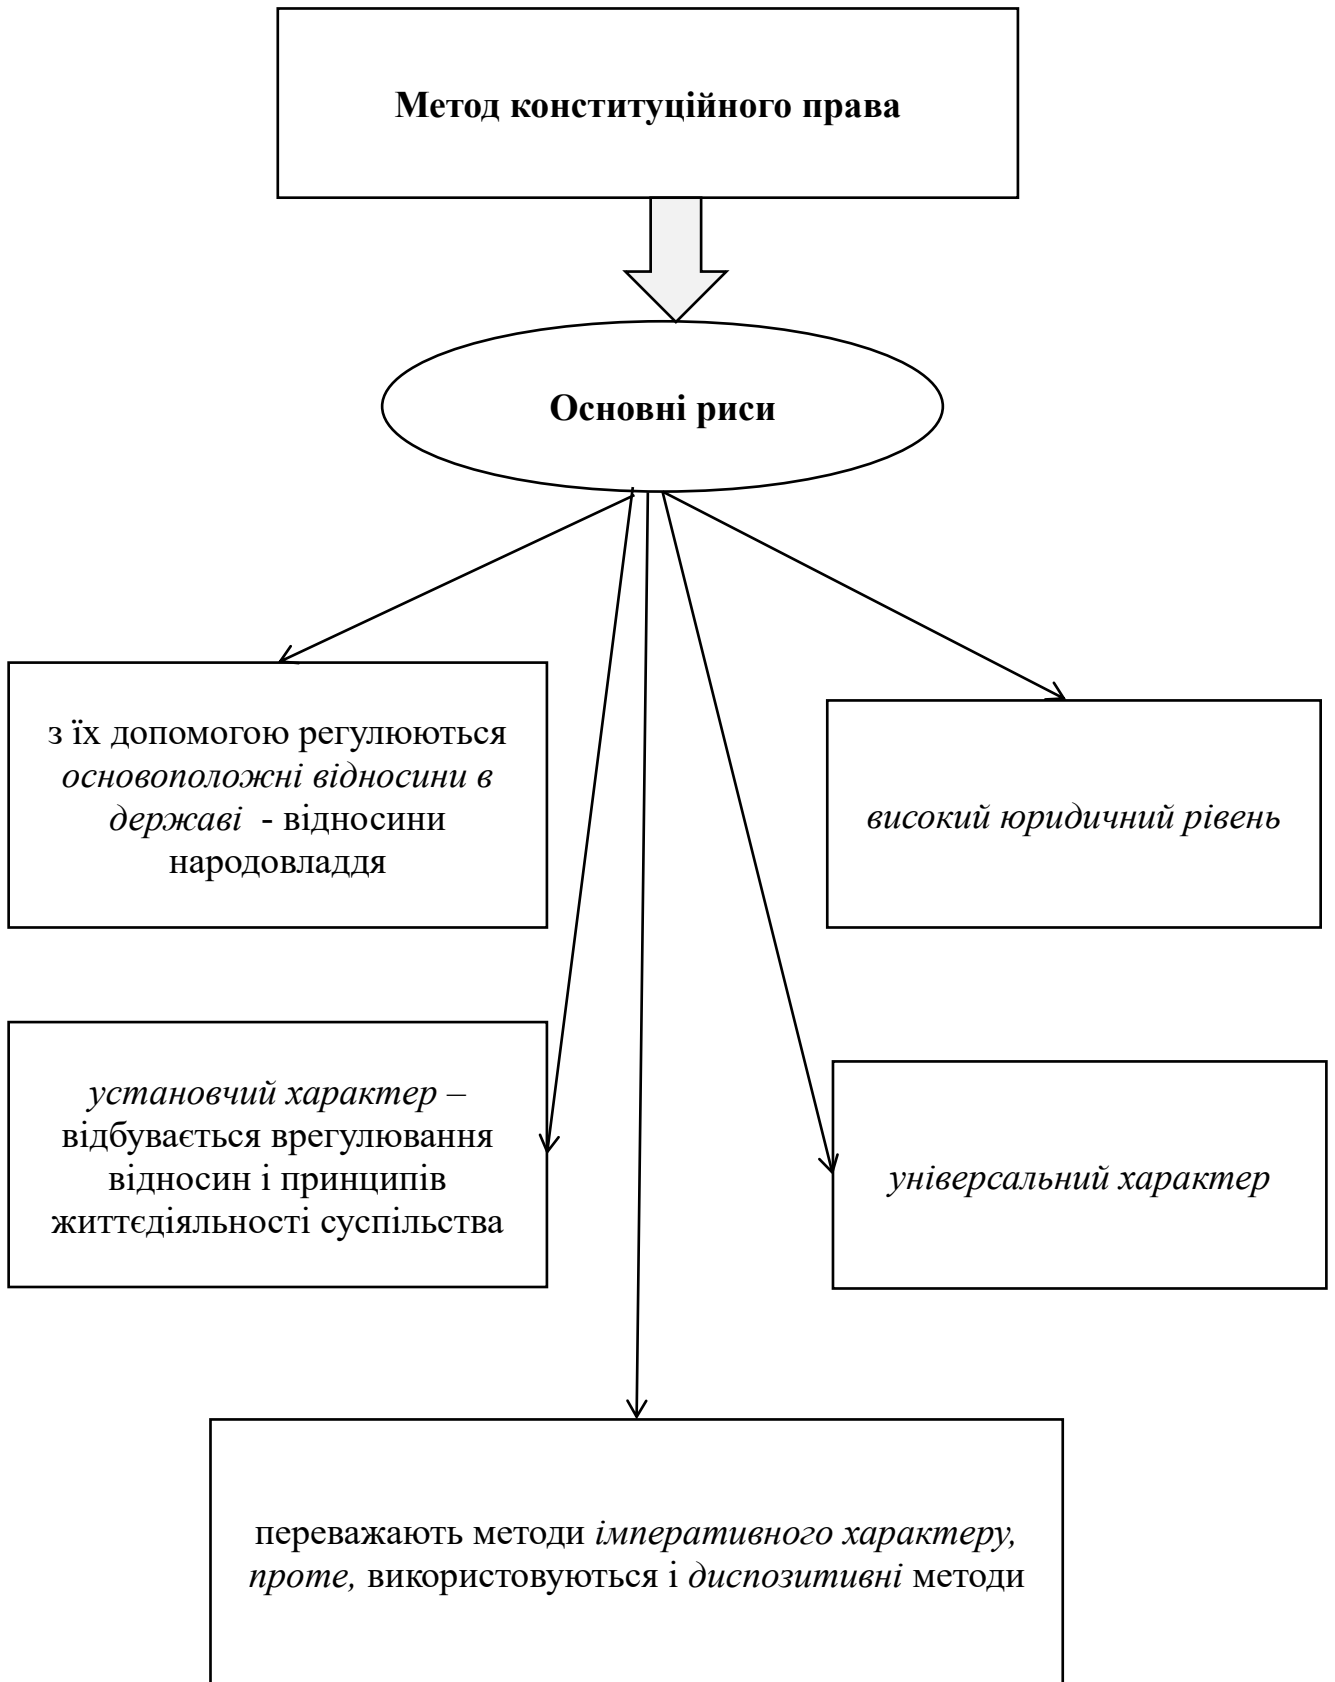 Метод конституційного права
Основні риси
з їх допомогою регулюються
основоположні відносини в
державі - відносини
народовладдя
високий юридичний рівень
установчий характер –
відбувається врегулювання
відносин і принципів
життєдіяльності суспільства
універсальний характер
переважають методи імперативного характеру,
проте, використовуються і диспозитивні методи